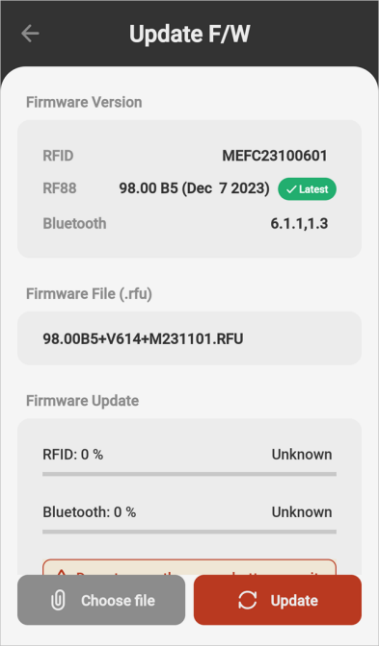 Update F/W
Firmware Version
RFID MEFC23100601
RF88 98.00 B5 (Dec 7 2023) Latest
Bluetooth 6.1.1,1.3
Firmware File (.rfu)
98.00B5+V614+M231101.RFU
Firmware Update
RFID: 0 % Unknown
Bluetooth: 0 % Unknown
Choose file Update